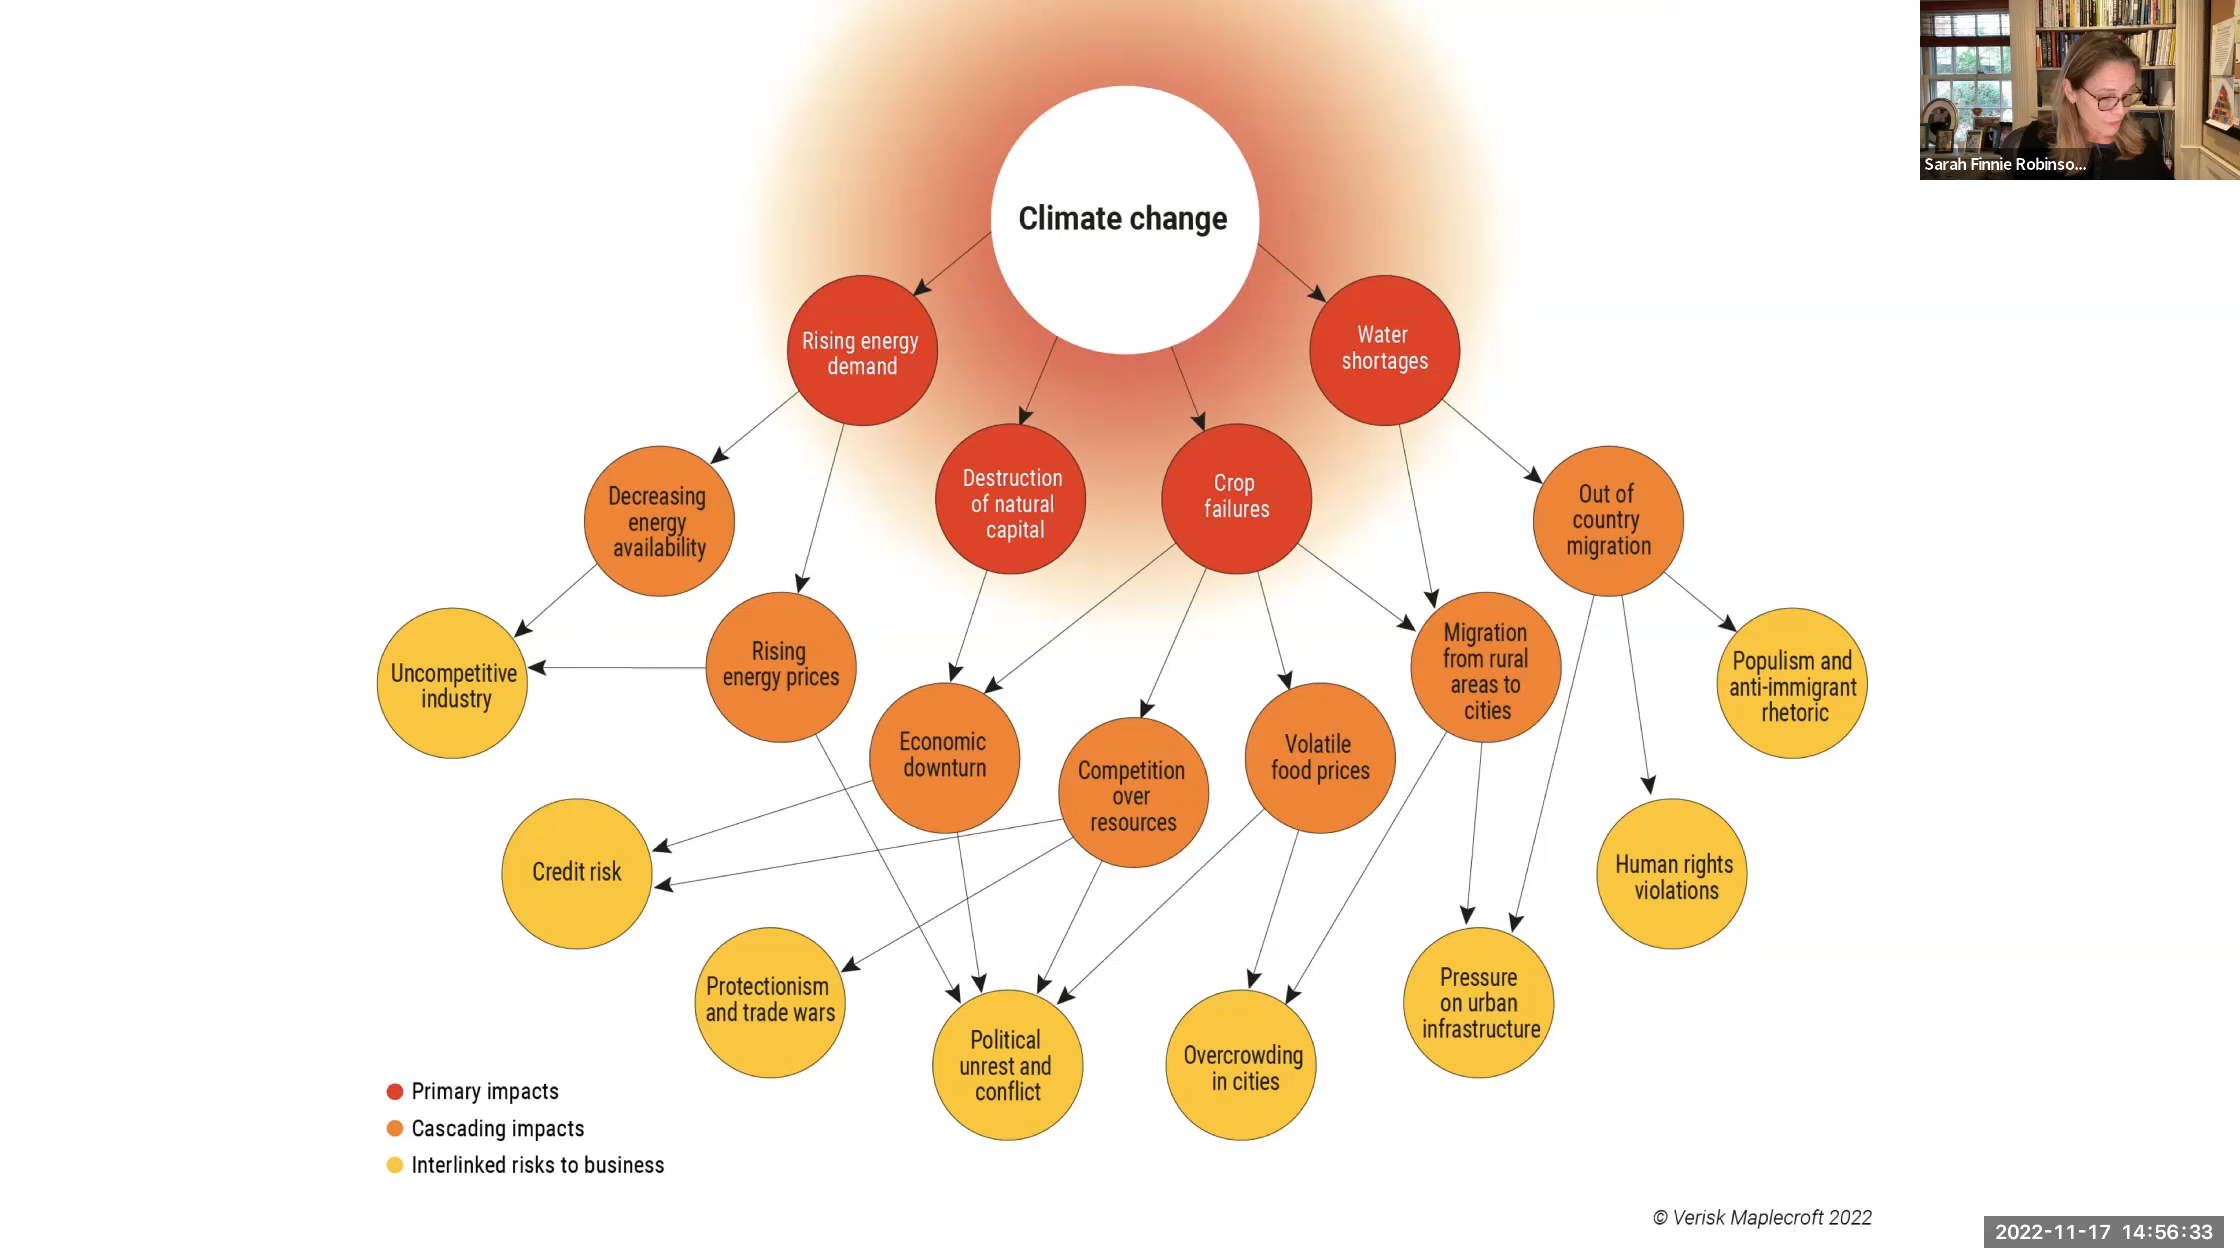 Climate change
Rising energy
demand
Water
shortages
Destruction
of natural
capital
Crop
failures
Decreasing
energy
availability
Out of
country
migration
Uncompetitive
industry
Rising
energy prices
Economic
downturn
Competition
over
resources
Volatile
food prices
Migration
from rural
areas to
cities
Populism and
anti-immigrant
rhetoric
Credit risk
Human rights
violations
Protectionism
and trade wars
Political
unrest and
conflict
Overcrowding
in cities
Pressure
on urban
infrastructure
Primary impacts
Cascading impacts
Interlinked risks to business
© Verisk Maplecroft 2022
Sarah Finnie Robinso...
2022-11-17 14:56:33